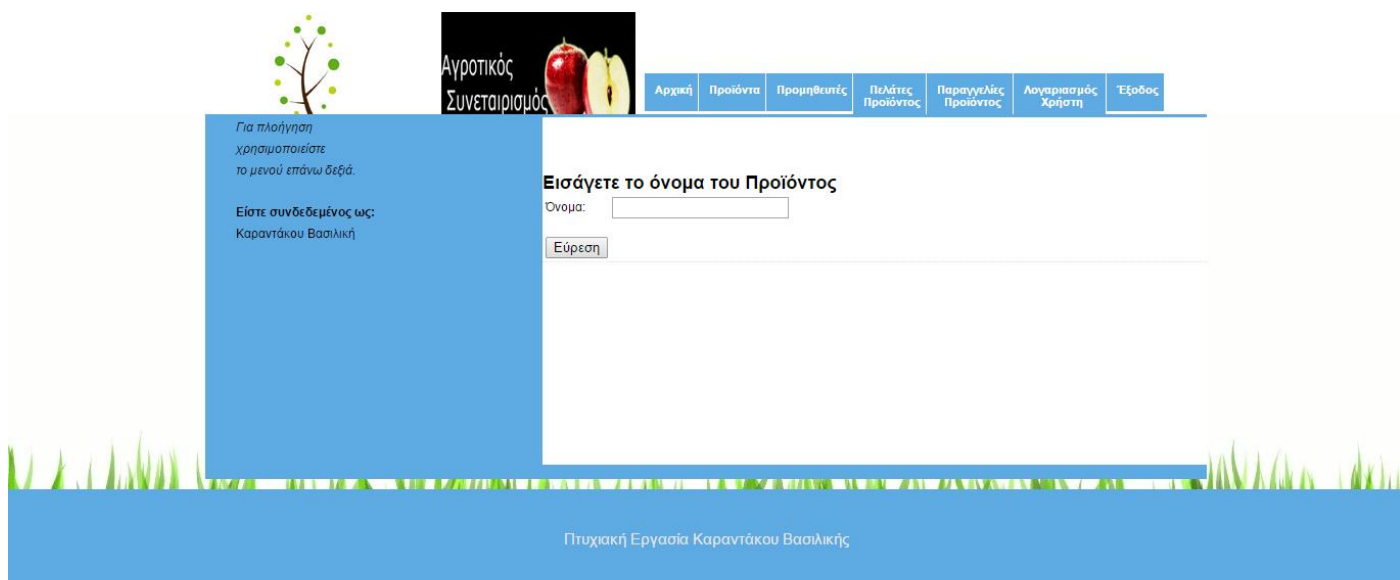 Αγροτικός
Συνεταιρισμός
Αρχική
Προϊόντα
Προμηθευτές
Πελάτες
Προϊόντος
Παραγγελίες
Προϊόντος
Λογαριασμός
Χρήστη
Έξοδος
Για πλοήγηση
χρησιμοποιείστε
το μενού επάνω δεξιά.
Είστε συνδεδεμένος ως:
Καραντάκου Βασιλική
Εισάγετε το όνομα του Προϊόντος
Όνομα:
Εύρεση
Πτυχιακή Εργασία Καραντάκου Βασιλικής